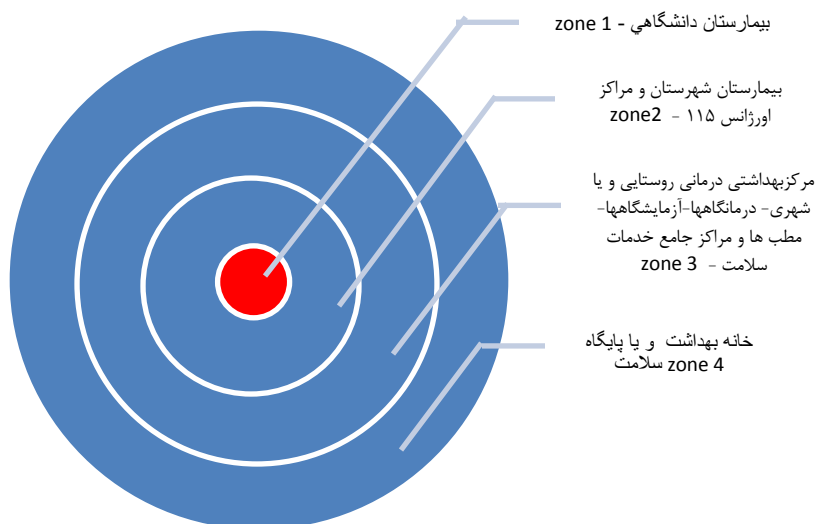 بیمارستان دانشگاهي - zone 1
بیمارستان شهرستان و مراکز
اورژانس ۱۱۵ - zone2
مرکزبهداشتی درمانی روستایی و یا
شهری- درمانگاهها-آزمایشگاهها-
مطب ها و مراکز جامع خدمات
سلامت - zone 3
خانه بهداشت و یا پایگاه
سلامت zone 4